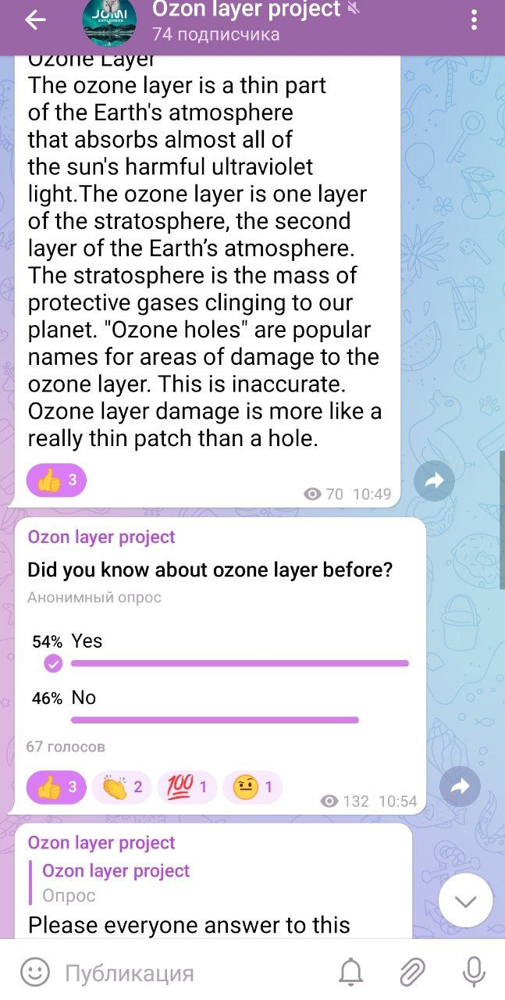 Ozon layer project
74 подписчика
JOMI
EXPLORERS
Ozone Layer
The ozone layer is a thin part
of the Earth's atmosphere
that absorbs almost all of
the sun's harmful ultraviolet
light.The ozone layer is one layer
of the stratosphere, the second
layer of the Earth’s atmosphere.
The stratosphere is the mass of
protective gases clinging to our
planet. "Ozone holes" are popular
names for areas of damage to the
ozone layer. This is inaccurate.
Ozone layer damage is more like a
really thin patch than a hole.
3
70 10:49
Ozon layer project
Did you know about ozone layer before?
Анонимный опрос
54% Yes
46% No
67 голосов
3 2 100 1 1
132 10:54
Ozon layer project
Ozon layer project
Опрос
Please everyone answer to this
Публикация